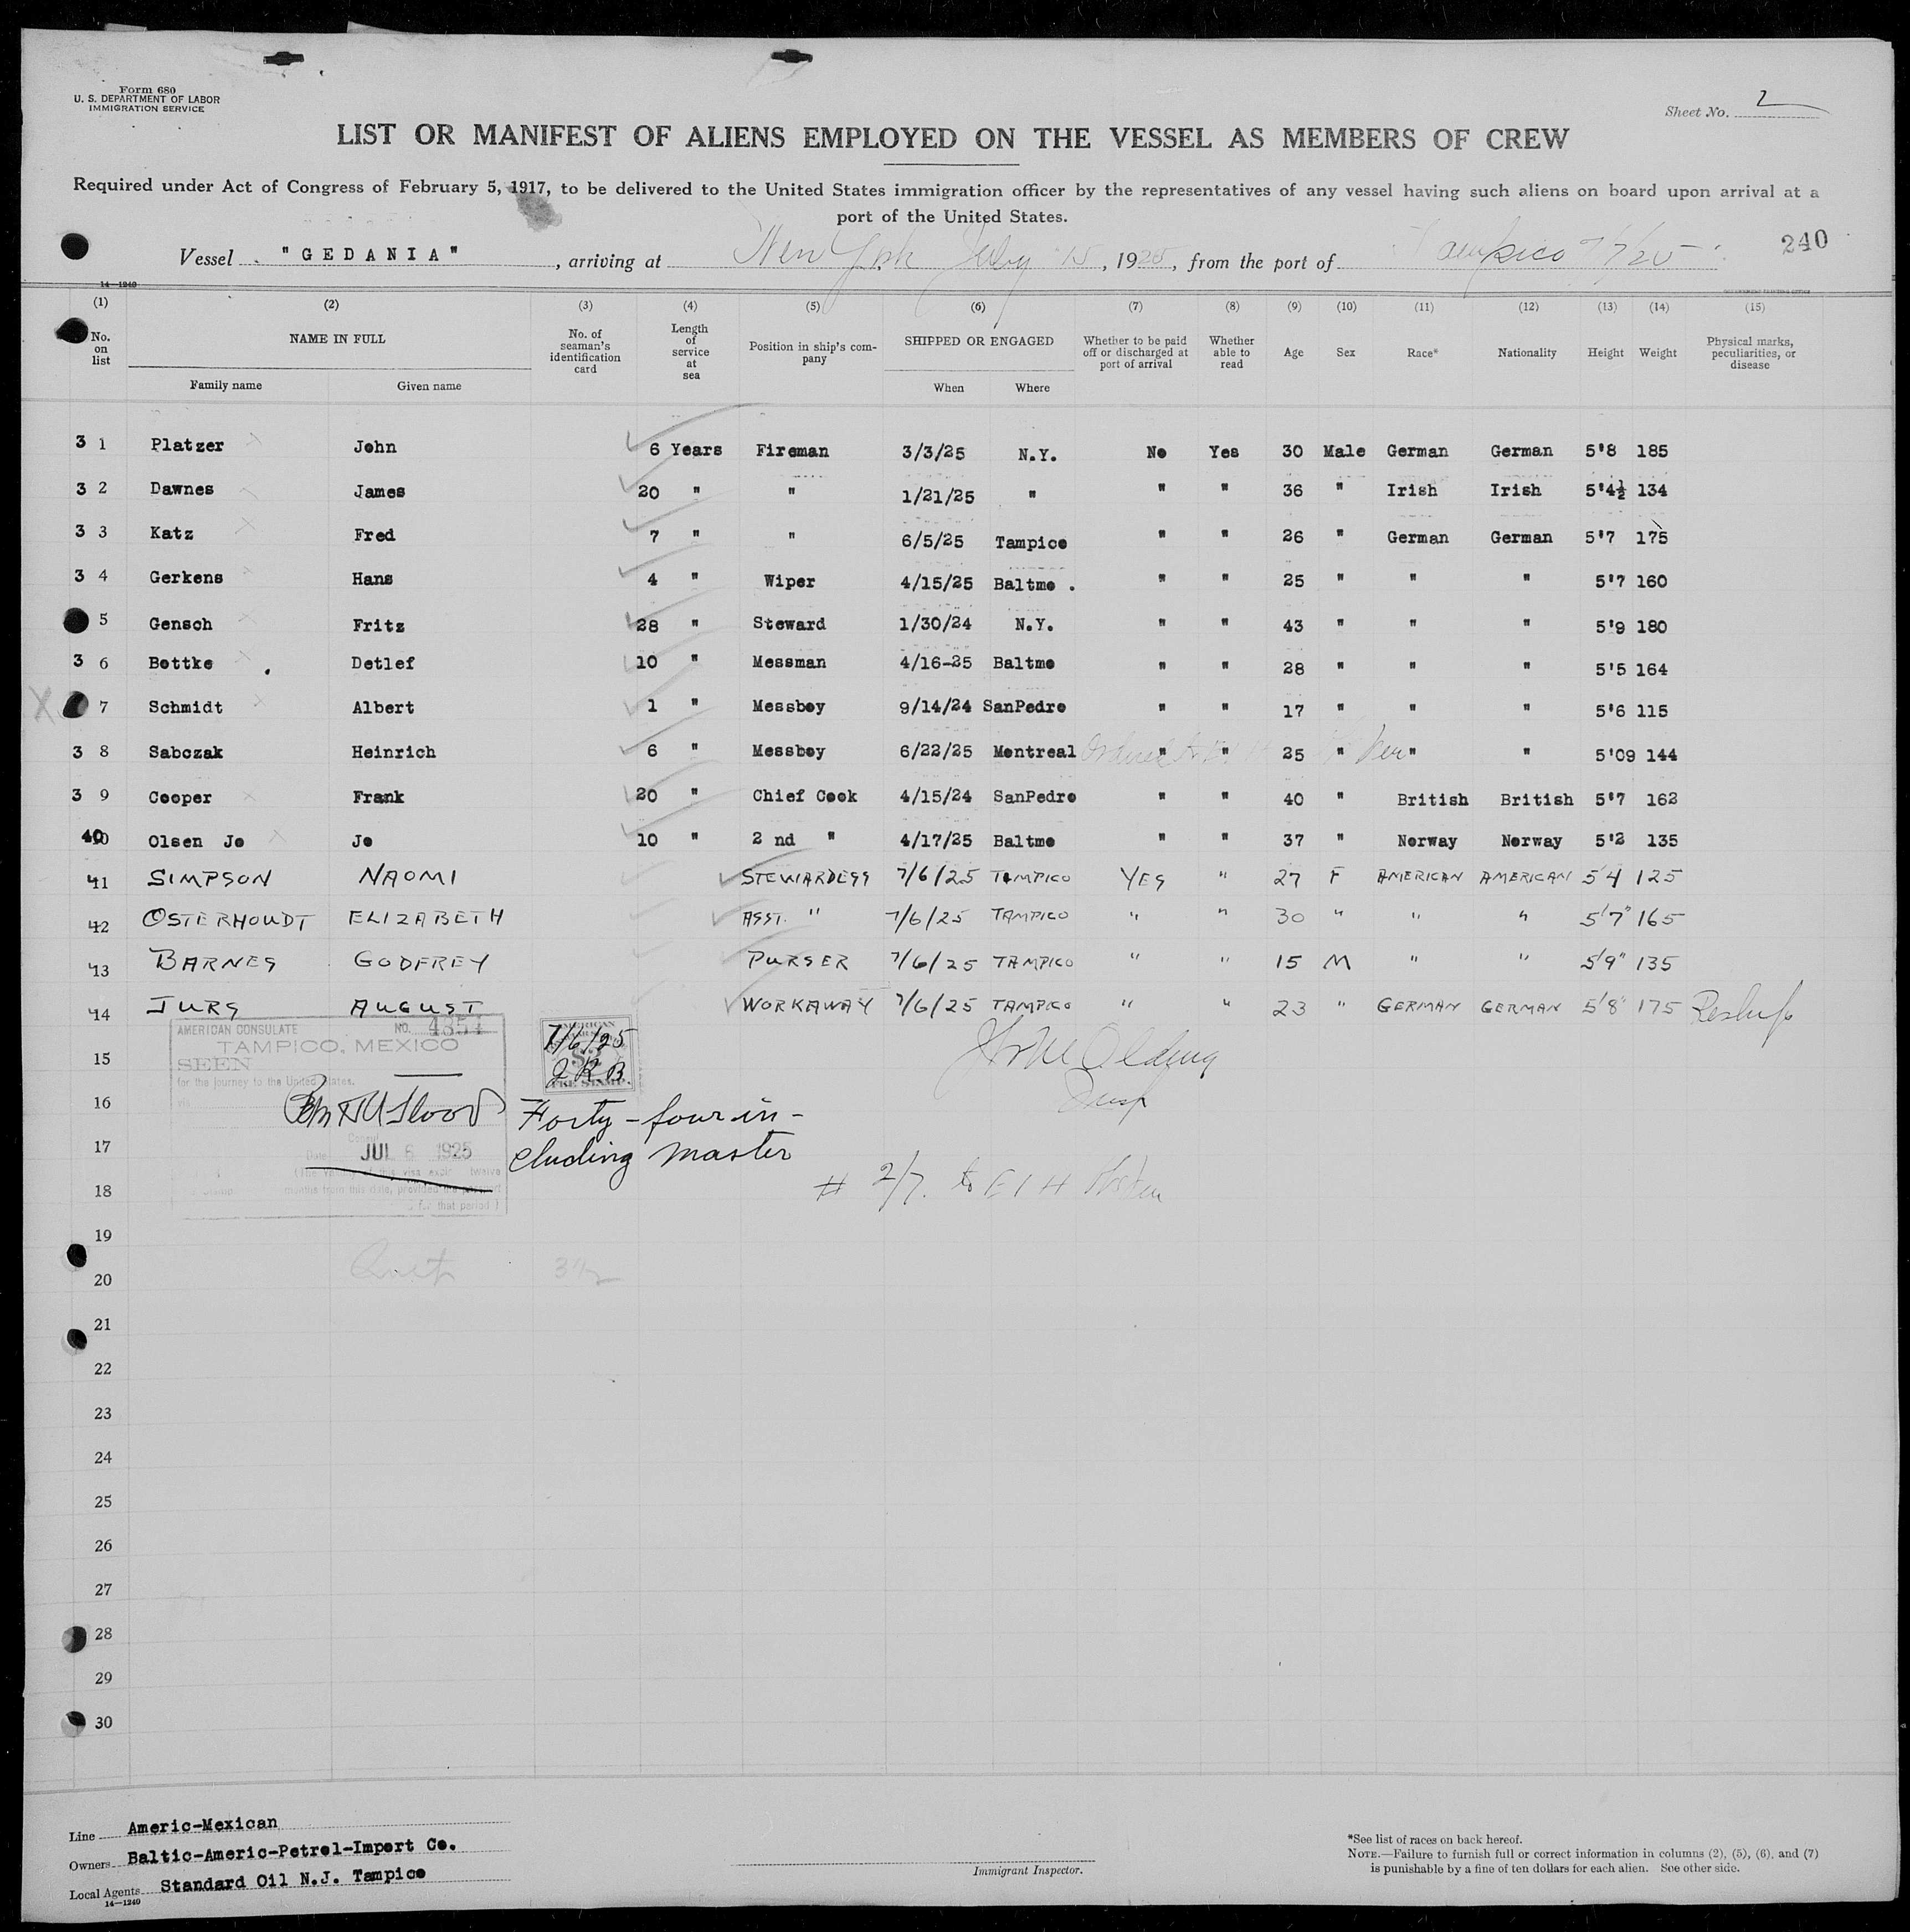 Form 680
U. S. DEPARTMENT OF LABOR
IMMIGRATION SERVICE
Sheet No. 2
LIST OR MANIFEST OF ALIENS EMPLOYED ON THE VESSEL AS MEMBERS OF CREW
Required under Act of Congress of February 5, 1917, to be delivered to the United States immigration officer by the representatives of any vessel having such aliens on board upon arrival at a
port of the United States.
240
Vessel "GEDANIA", arriving at New York July 15, 1925, from the port of Tampico 7/7/25
14—1240
(1) (2) (3) (4) (5) (6) (7) (8) (9) (10) (11) (12) (13) (14) (15)
No. on list NAME IN FULL Family name Given name No. of seaman's identification card Length of service at sea Position in ship's company SHIPPED OR ENGAGED When Where Whether to be paid off or discharged at port of arrival Whether able to read Age Sex Race* Nationality Height Weight Physical marks, peculiarities, or disease
3 1 Platzer John 6 Years Fireman 3/3/25 N.Y. No Yes 30 Male German German 5'8 185
3 2 Dawnes James 20 " " 1/21/25 " " " 36 " Irish Irish 5'4½ 134
3 3 Katz Fred 7 " " 6/5/25 Tampico " " 26 " German German 5'7 175
3 4 Gerkens Hans 4 " Wiper 4/15/25 Baltmo . " " 25 " " " 5'7 160
5 Gensch Fritz 28 " Steward 1/30/24 N.Y. " " 43 " " " 5'9 180
3 6 Bottke Detlef 10 " Messman 4/16-25 Baltmo " " 28 " " " 5'5 164
X 7 Schmidt Albert 1 " Messboy 9/14/24 SanPedro " " 17 " " " 5'6 115
3 8 Sabczak Heinrich 6 " Messboy 6/22/25 Montreal " " 25 " " " 5'09 144
3 9 Cooper Frank 20 " Chief Cook 4/15/24 SanPedro " " 40 " British British 5'7 162
40 Olsen Jo Jo 10 " 2 nd " 4/17/25 Baltmo " " 37 " Norway Norway 5'2 135
41 SIMPSON NAOMI STEWARDESS 7/6/25 TAMPICO YES " 27 F AMERICAN AMERICAN 5'4 125
42 OSTERHOUDT ELIZABETH ASST. " 7/6/25 TAMPICO " " 30 " " " 5'7" 165
43 BARNES GODFREY PURSER 7/6/25 TAMPICO " " 15 M " " 5'9" 135
44 JURS AUGUST WORKAWAY 7/6/25 TAMPICO " " 23 " GERMAN GERMAN 5'8" 175 Reship
AMERICAN CONSULATE NO. 4354
TAMPICO, MEXICO
SEEN
for the journey to the United States.
JUL 6 1925
7/6/25
Forty-four in-
cluding Master
Insp
# 2/7. to
15
16
17
18
19
20
21
22
23
24
25
26
27
28
29
30
Line Americ-Mexican
Owners Baltic-Americ-Petrol-Import Co.
Local Agents Standard Oil N.J. Tampico
14—1240
Immigrant Inspector.
*See list of races on back hereof.
NOTE.—Failure to furnish full or correct information in columns (2), (5), (6), and (7)
is punishable by a fine of ten dollars for each alien. See other side.